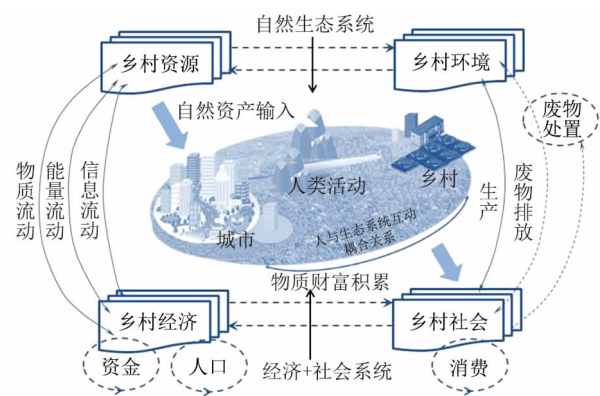 自然生态系统
乡村资源
乡村环境
自然资产输入
废物
处置
人类活动
乡村
物质流动
能量流动
信息流动
城市
人与生态系统互动
耦合关系
生产
废物排放
物质财富积累
乡村经济
乡村社会
资金
人口
经济+社会系统
消费